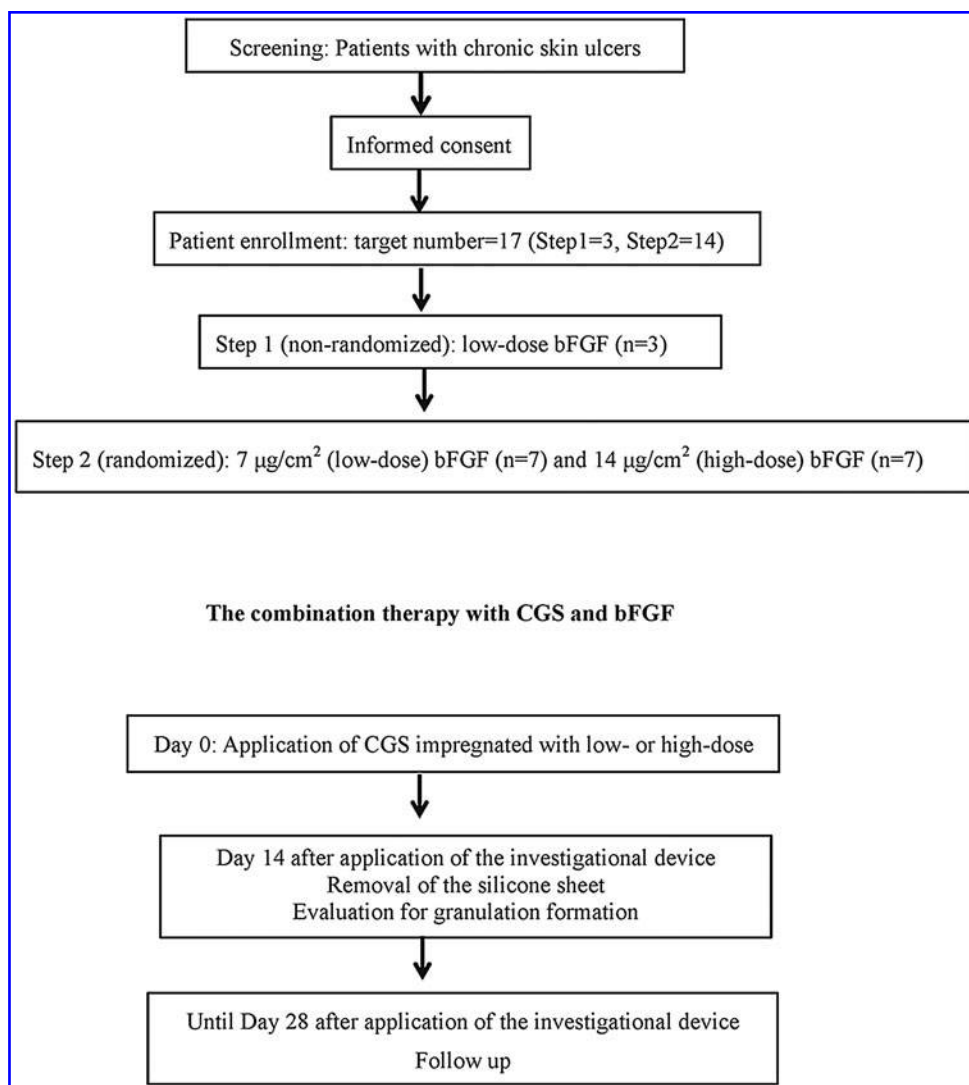 Screening: Patients with chronic skin ulcers
Informed consent
Patient enrollment: target number=17 (Step1=3, Step2=14)
Step 1 (non-randomized): low-dose bFGF (n=3)
Step 2 (randomized): 7 μg/cm² (low-dose) bFGF (n=7) and 14 μg/cm² (high-dose) bFGF (n=7)
The combination therapy with CGS and bFGF
Day 0: Application of CGS impregnated with low- or high-dose
Day 14 after application of the investigational device
Removal of the silicone sheet
Evaluation for granulation formation
Until Day 28 after application of the investigational device
Follow up